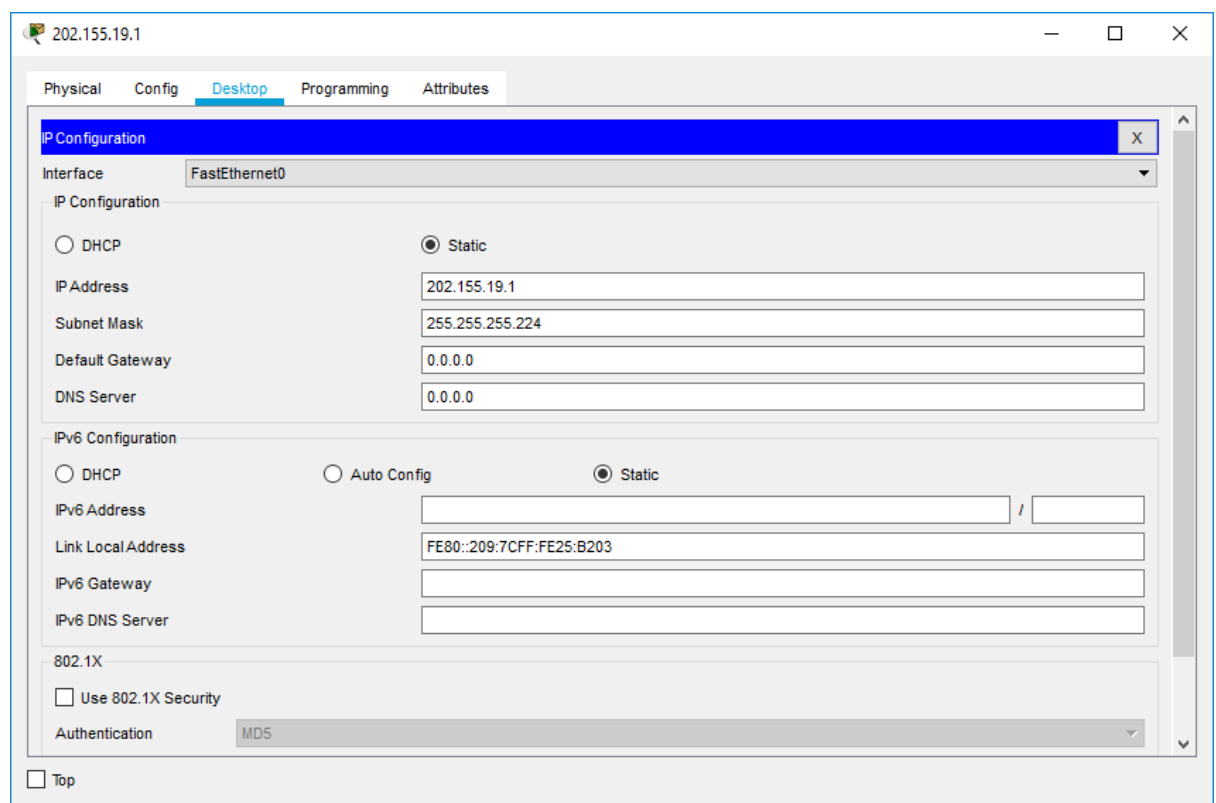 202.155.19.1
Physical Config Desktop Programming Attributes
IP Configuration X
Interface FastEthernet0
IP Configuration
DHCP Static
IP Address 202.155.19.1
Subnet Mask 255.255.255.224
Default Gateway 0.0.0.0
DNS Server 0.0.0.0
IPv6 Configuration
DHCP Auto Config Static
IPv6 Address /
Link Local Address FE80::209:7CFF:FE25:B203
IPv6 Gateway
IPv6 DNS Server
802.1X
Use 802.1X Security
Authentication MD5
Top